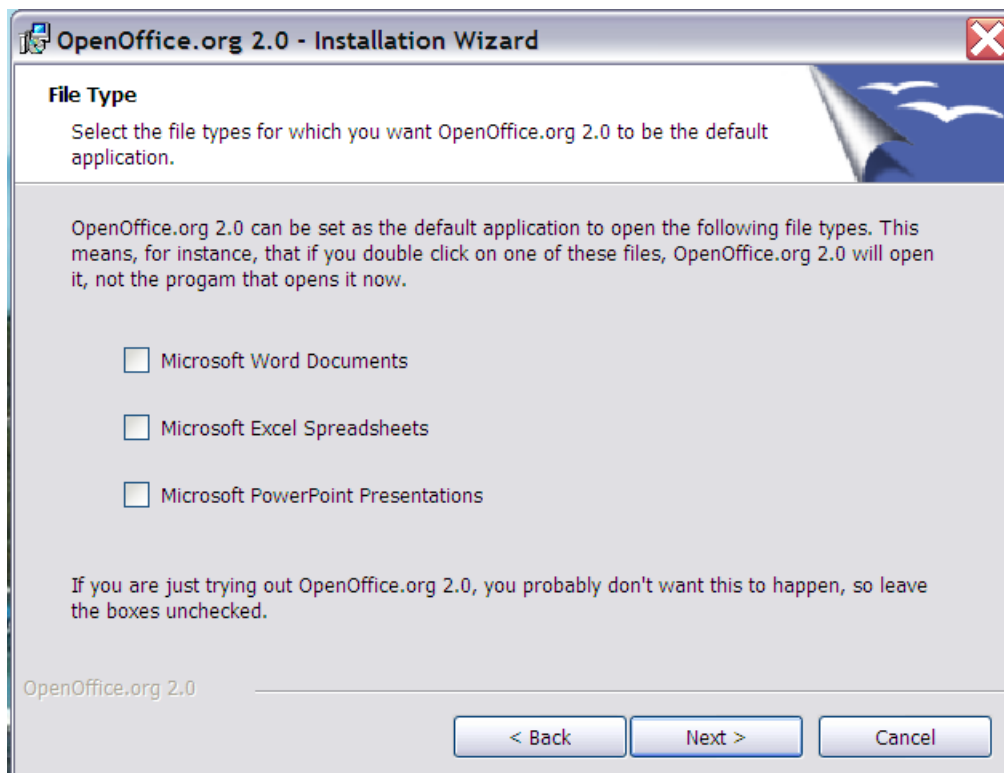 OpenOffice.org 2.0 - Installation Wizard
File Type
Select the file types for which you want OpenOffice.org 2.0 to be the default
application.
OpenOffice.org 2.0 can be set as the default application to open the following file types. This
means, for instance, that if you double click on one of these files, OpenOffice.org 2.0 will open
it, not the progam that opens it now.
Microsoft Word Documents
Microsoft Excel Spreadsheets
Microsoft PowerPoint Presentations
If you are just trying out OpenOffice.org 2.0, you probably don't want this to happen, so leave
the boxes unchecked.
OpenOffice.org 2.0
< Back Next > Cancel